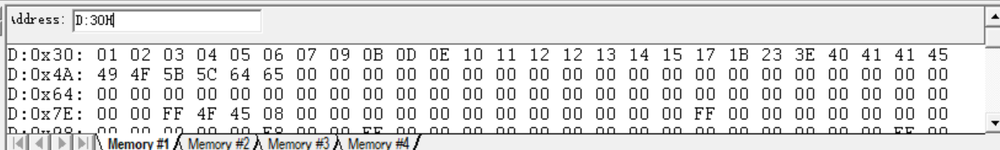 Address: D:30H
D:0x30: 01 02 03 04 05 06 07 09 0B 0D 0E 10 11 12 12 13 14 15 17 1B 23 3E 40 41 41 45
D:0x4A: 49 4F 5B 5C 64 65 00 00 00 00 00 00 00 00 00 00 00 00 00 00 00 00 00 00 00 00
D:0x64: 00 00 00 00 00 00 00 00 00 00 00 00 00 00 00 00 00 00 00 00 00 00 00 00 00 00
D:0x7E: 00 00 FF 4F 45 08 00 00 00 00 00 00 00 00 00 00 00 00 FF 00 00 00 00 00 00 00
Memory #1 Memory #2 Memory #3 Memory #4